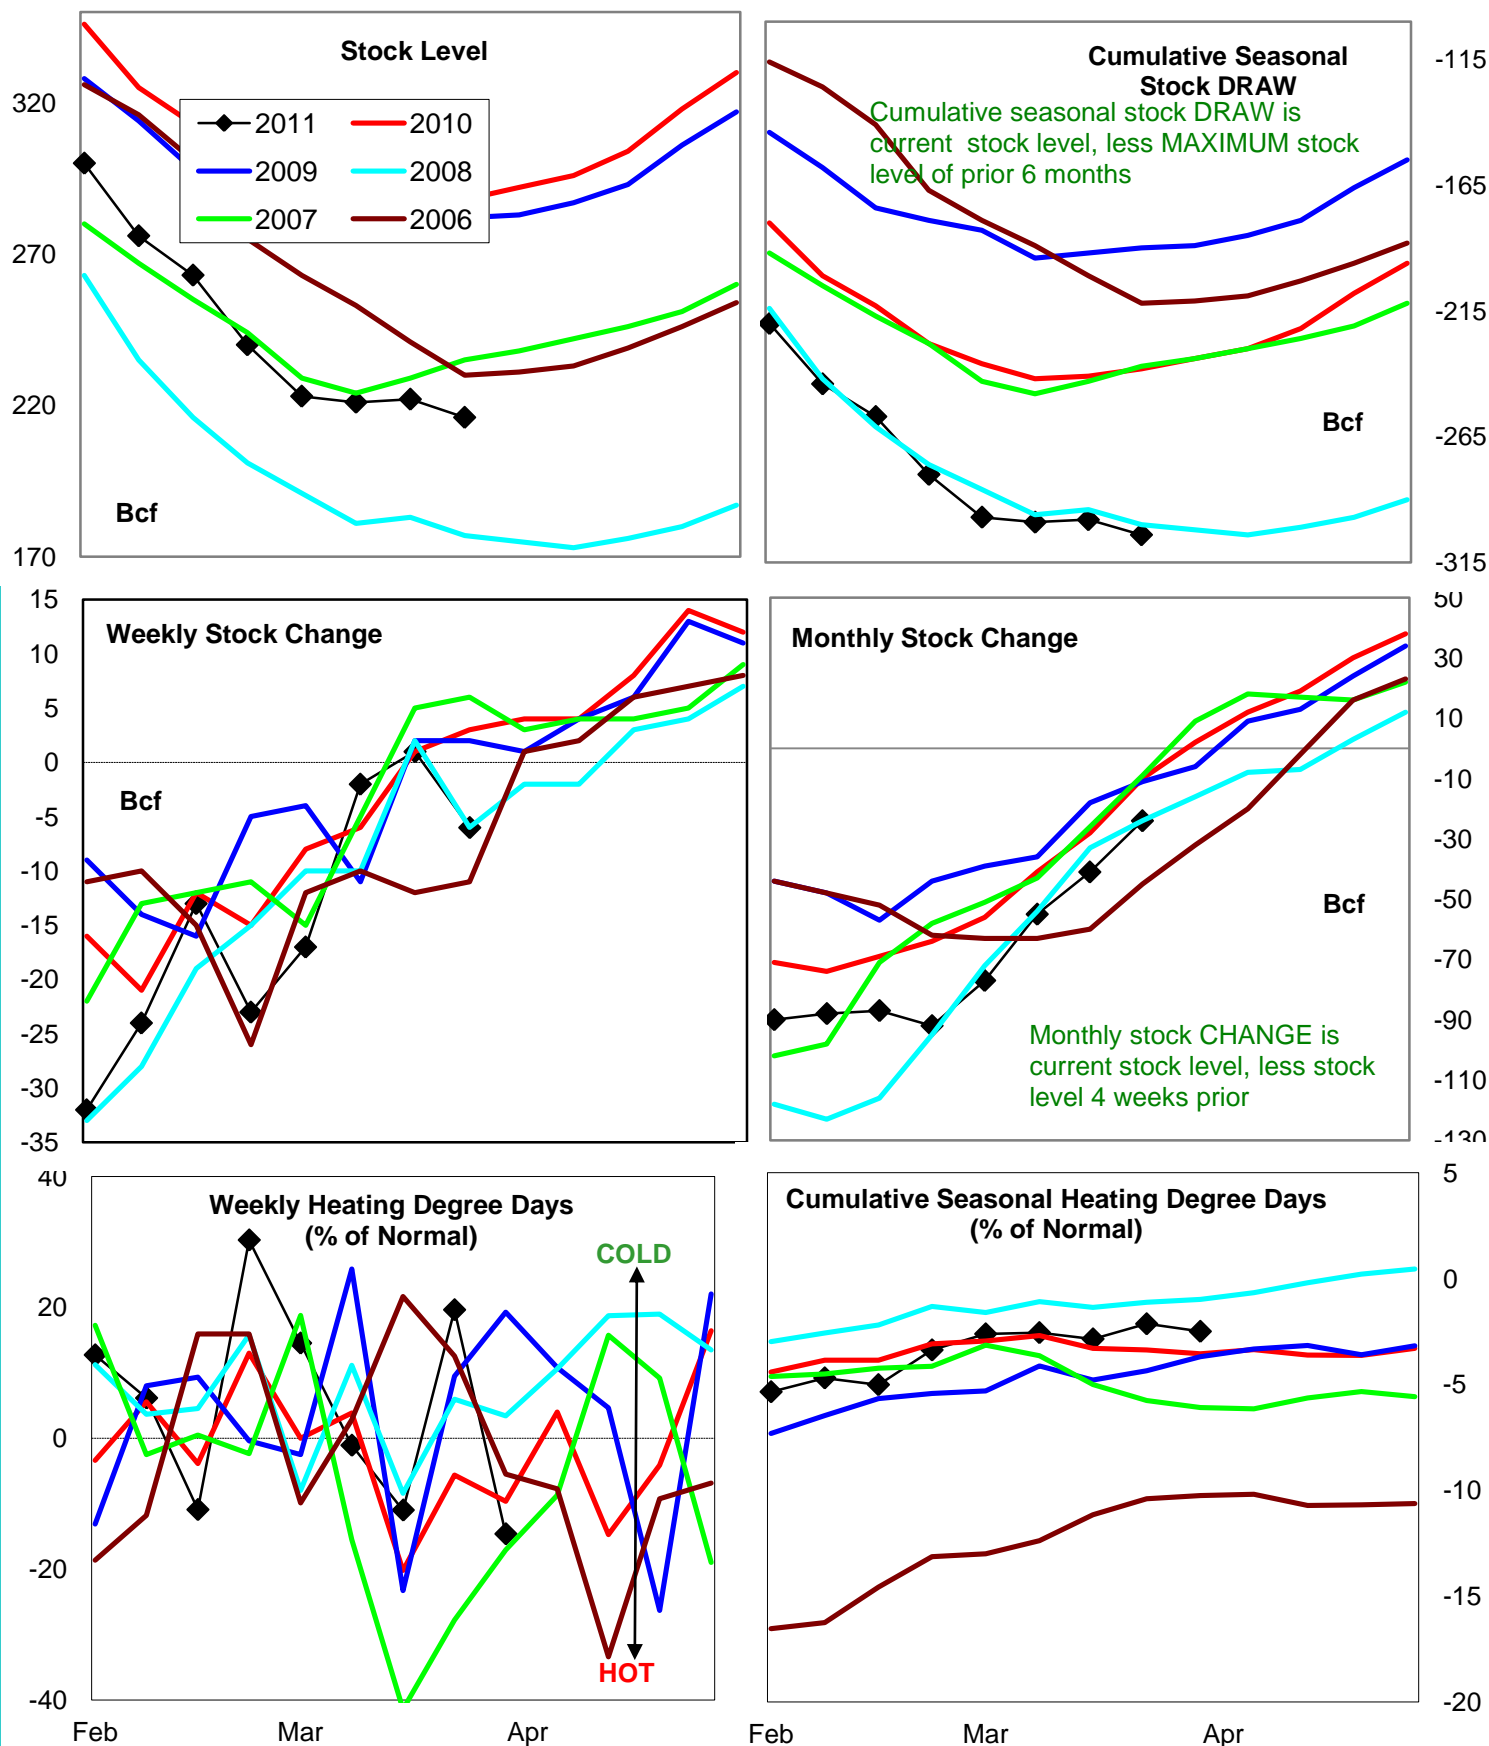 Stock Level
320
270
220
170
2011
2010
2009
2008
2007
2006
Bcf
Cumulative Seasonal
Stock DRAW
Cumulative seasonal stock DRAW is
current stock level, less MAXIMUM stock
level of prior 6 months
Bcf
-115
-165
-215
-265
-315
Weekly Stock Change
15
10
5
0
-5
-10
-15
-20
-25
-30
-35
Bcf
Monthly Stock Change
50
30
10
-10
-30
-50
-70
-90
-110
-130
Bcf
Monthly stock CHANGE is
current stock level, less stock
level 4 weeks prior
Weekly Heating Degree Days
(% of Normal)
40
20
0
-20
-40
COLD
HOT
Feb
Mar
Apr
Cumulative Seasonal Heating Degree Days
(% of Normal)
5
0
-5
-10
-15
-20
Feb
Mar
Apr